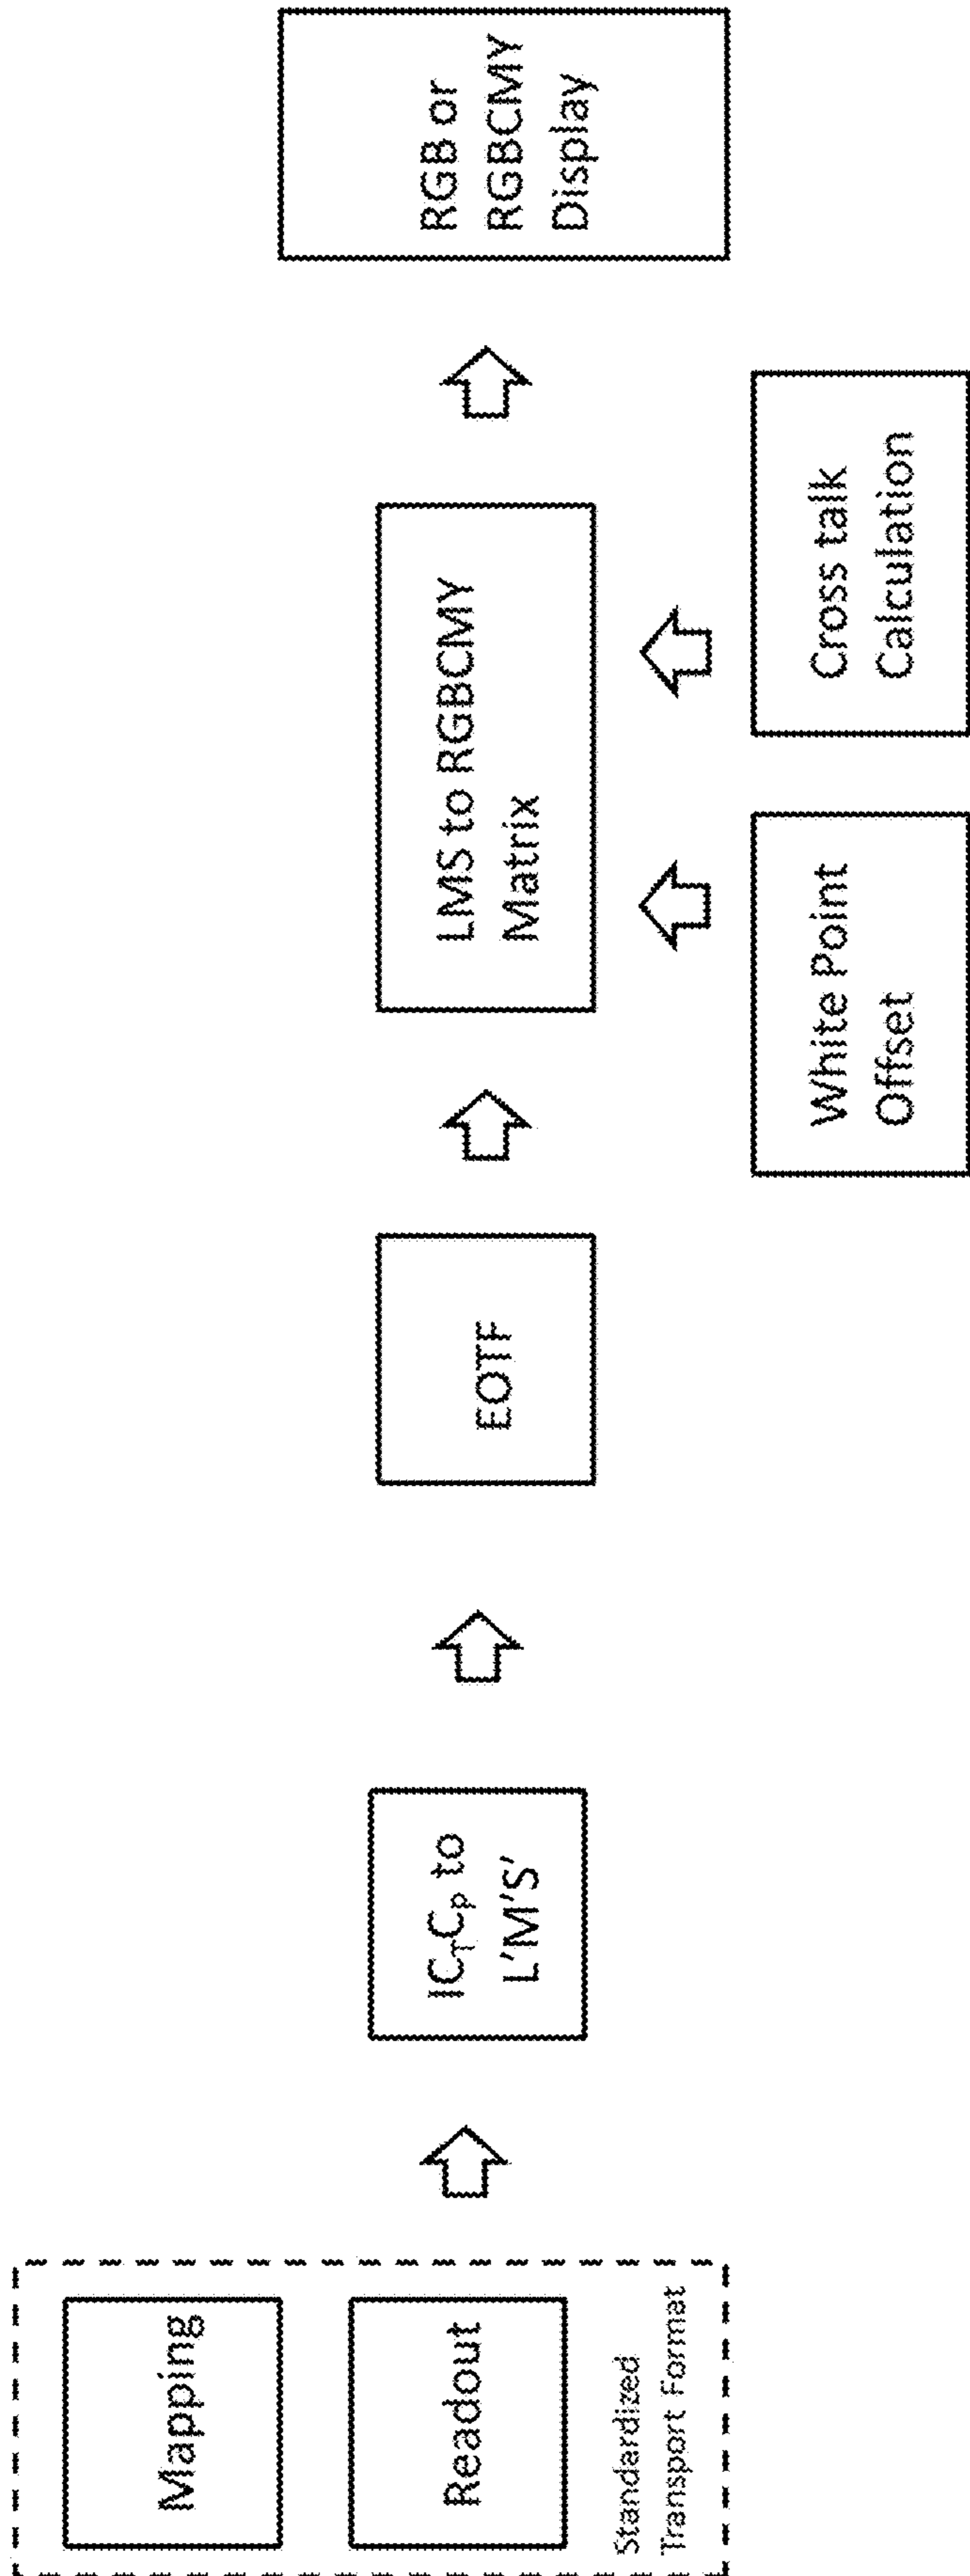 Mapping
Readout
Standardized
Transport Format
ICTCP to
L'M'S'
EOTF
LMS to RGBCMY
Matrix
White Point
Offset
Cross talk
Calculation
RGB or
RGBCMY
Display